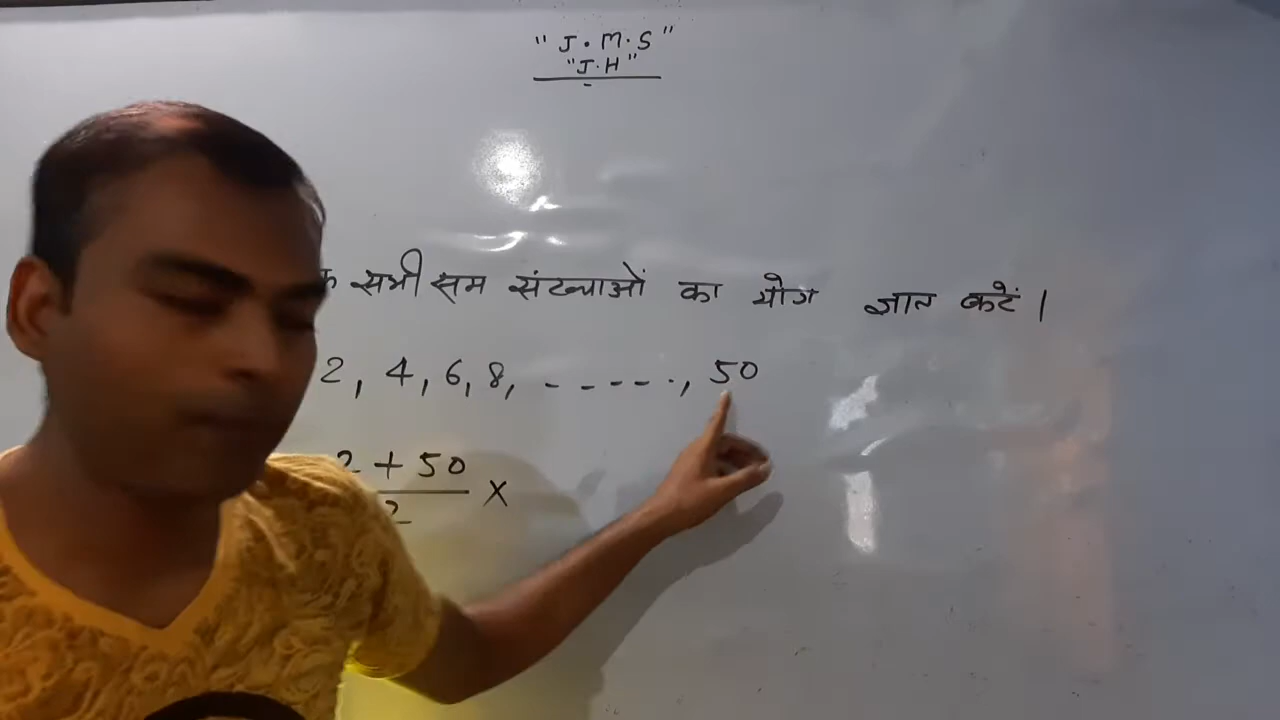 "J.M.S"
"J.H"
सभी सम संख्याओं का योग ज्ञात करें।
2, 4, 6, 8, - - - - - ., 50
2 + 50
2
×